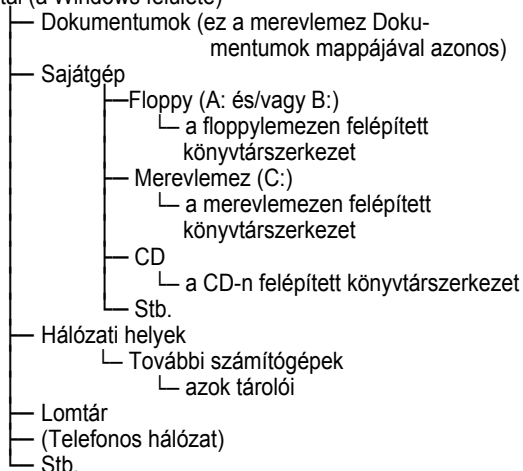 (a Windows felülete)
Dokumentumok (ez a merevlemez Doku-
mentumok mappájával azonos)
Sajátgép
Floppy (A: és/vagy B:)
a floppylemezen felépített
könyvtárszerkezet
Merevlemez (C:)
a merevlemezen felépített
könyvtárszerkezet
CD
a CD-n felépített könyvtárszerkezet
Stb.
Hálózati helyek
További számítógépek
azok tárolói
Lomtár
(Telefonos hálózat)
Stb.